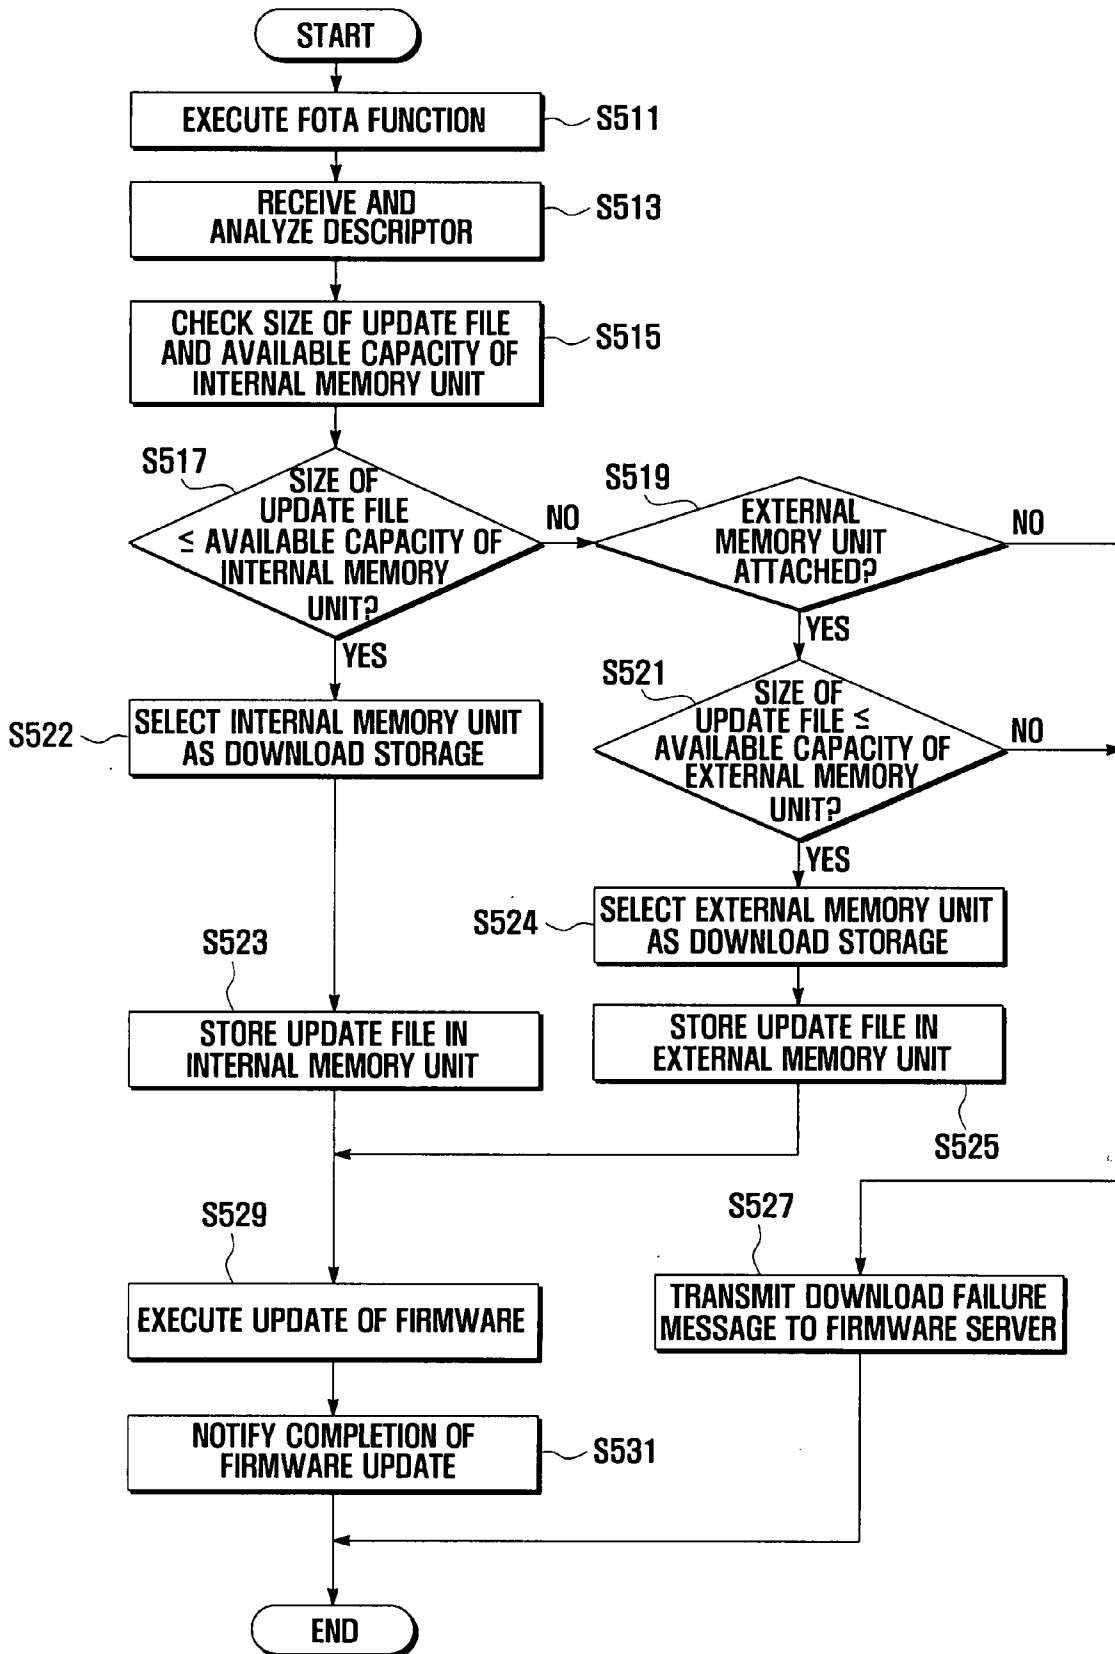 START
EXECUTE FOTA FUNCTION
S511
RECEIVE AND
ANALYZE DESCRIPTOR
S513
CHECK SIZE OF UPDATE FILE
AND AVAILABLE CAPACITY OF
INTERNAL MEMORY UNIT
S515
S517
SIZE OF
UPDATE FILE
≤ AVAILABLE CAPACITY OF
INTERNAL MEMORY
UNIT?
NO
YES
S519
EXTERNAL
MEMORY UNIT
ATTACHED?
NO
YES
S521
SIZE OF
UPDATE FILE ≤
AVAILABLE CAPACITY OF
EXTERNAL MEMORY
UNIT?
NO
YES
S522
SELECT INTERNAL MEMORY UNIT
AS DOWNLOAD STORAGE
S524
SELECT EXTERNAL MEMORY UNIT
AS DOWNLOAD STORAGE
S523
STORE UPDATE FILE IN
INTERNAL MEMORY UNIT
STORE UPDATE FILE IN
EXTERNAL MEMORY UNIT
S525
S529
EXECUTE UPDATE OF FIRMWARE
S527
TRANSMIT DOWNLOAD FAILURE
MESSAGE TO FIRMWARE SERVER
NOTIFY COMPLETION OF
FIRMWARE UPDATE
S531
END